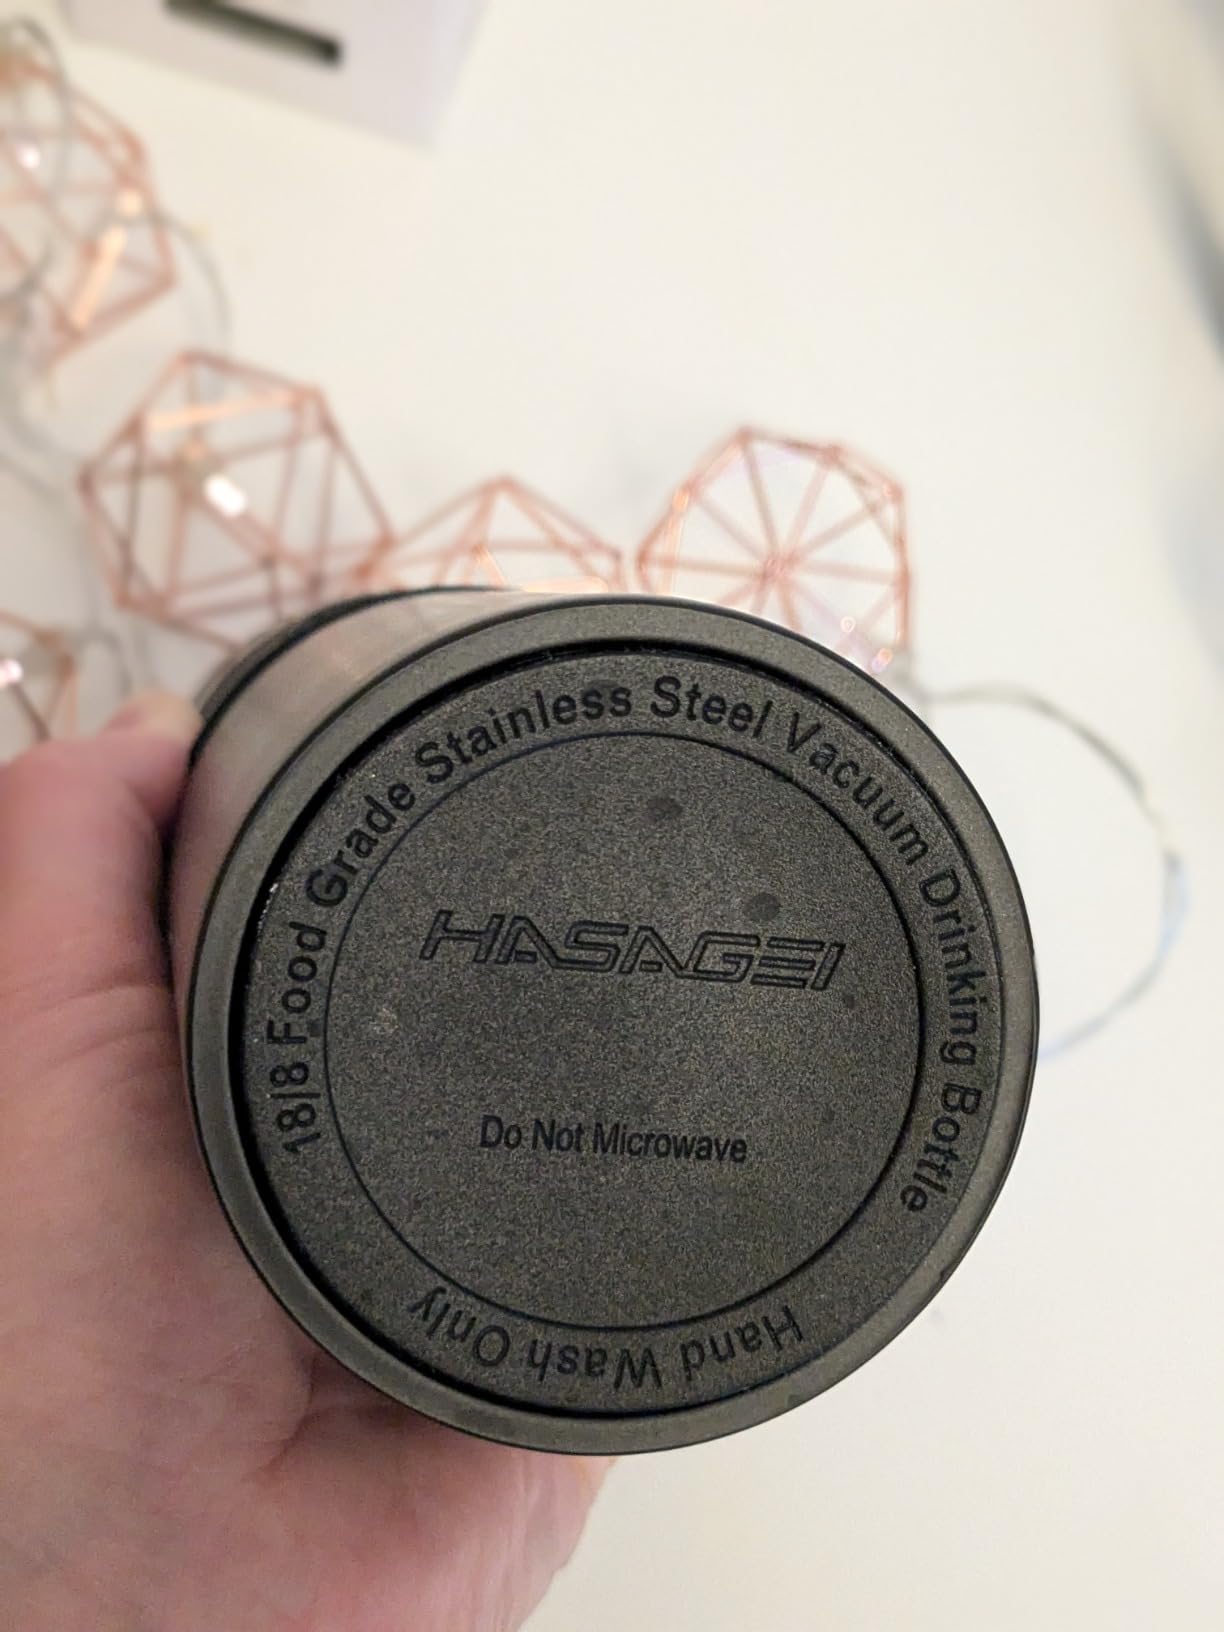 18|8 Food Grade Stainless Steel Vacuum Drinking Bottle
HASAGEI
Do Not Microwave
Hand Wash Only